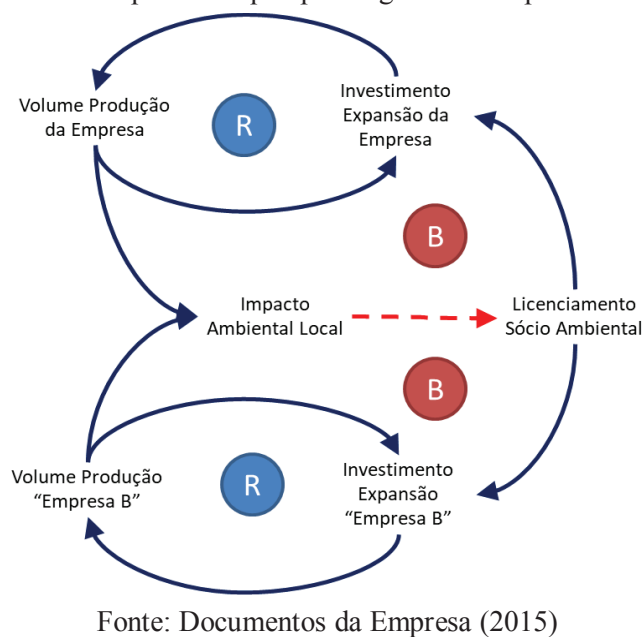 Volume Produção
da Empresa
R
Investimento
Expansão da
Empresa
B
Impacto
Ambiental Local
Licenciamento
Sócio Ambiental
B
Volume Produção
“Empresa B”
R
Investimento
Expansão
“Empresa B”
Fonte: Documentos da Empresa (2015)